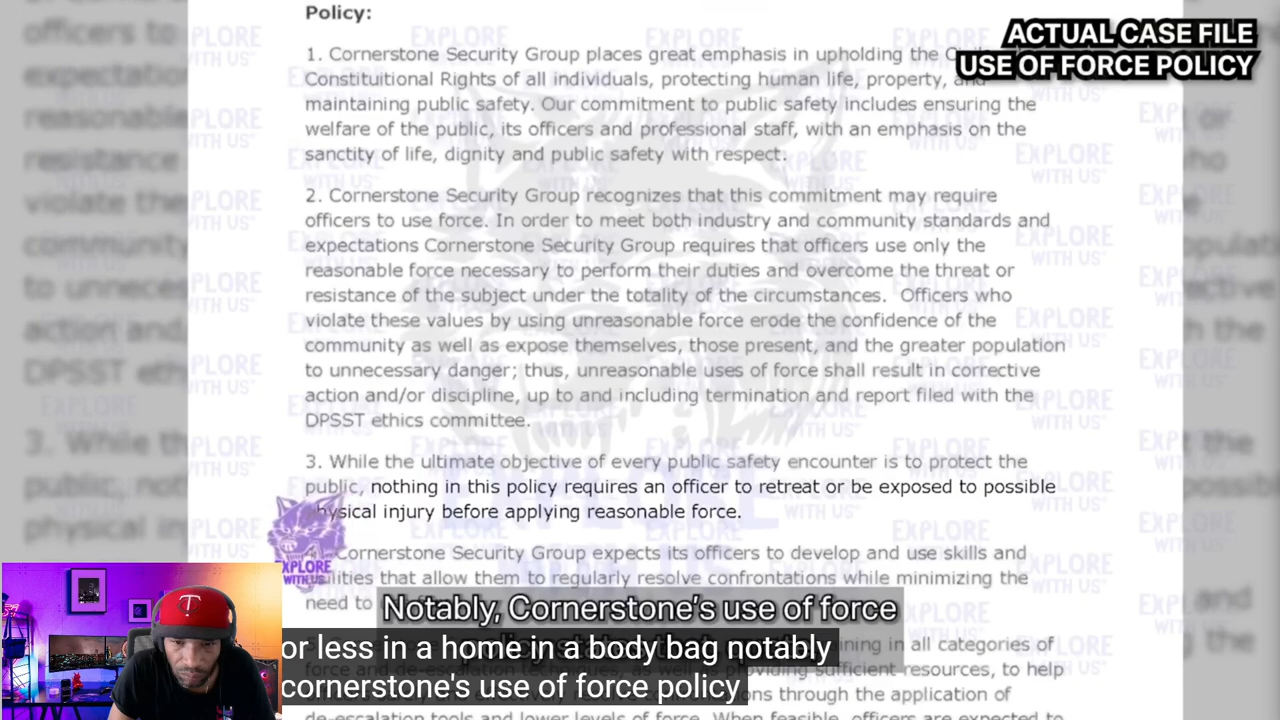 Policy:
ACTUAL CASE FILE
USE OF FORCE POLICY
1. Cornerstone Security Group places great emphasis in upholding the
Constituitional Rights of all individuals, protecting human life, property, and
maintaining public safety. Our commitment to public safety includes ensuring the
welfare of the public, its officers and professional staff, with an emphasis on the
sanctity of life, dignity and public safety with respect.
2. Cornerstone Security Group recognizes that this commitment may require
officers to use force. In order to meet both industry and community standards and
expectations Cornerstone Security Group requires that officers use only the
reasonable force necessary to perform their duties and overcome the threat or
resistance of the subject under the totality of the circumstances. Officers who
violate these values by using unreasonable force erode the confidence of the
community as well as expose themselves, those present, and the greater population
to unnecessary danger; thus, unreasonable uses of force shall result in corrective
action and/or discipline, up to and including termination and report filed with the
DPSST ethics committee.
3. While the ultimate objective of every public safety encounter is to protect the
public, nothing in this policy requires an officer to retreat or be exposed to possible
physical injury before applying reasonable force.
4. Cornerstone Security Group expects its officers to develop and use skills and
abilities that allow them to regularly resolve confrontations while minimizing the
need to
EXPLORE
WITH US
Notably, Cornerstone's use of force
or less in a home in a body bag notably
cornerstone's use of force policy
training in all categories of
providing sufficient resources, to help
through the application of
de-escalation tools and lower levels of force. When feasible, officers are expected to